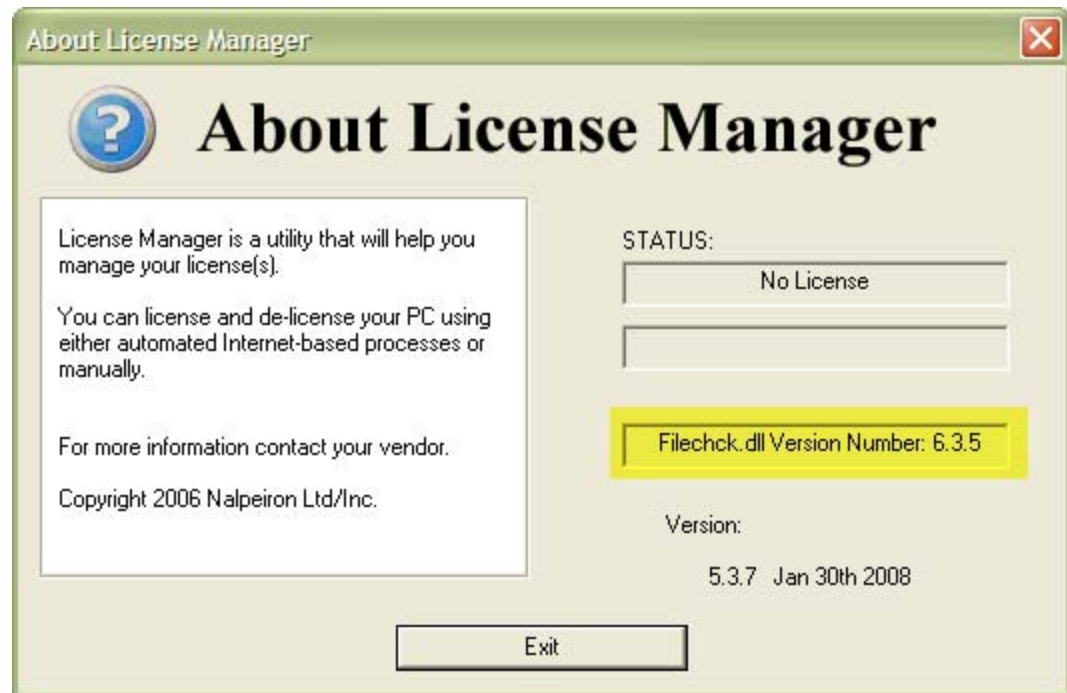 About License Manager
About License Manager
License Manager is a utility that will help you
manage your license(s).
You can license and de-license your PC using
either automated Internet-based processes or
manually.
For more information contact your vendor.
Copyright 2006 Nalpeiron Ltd/Inc.
STATUS:
No License
Filechck.dll Version Number: 6.3.5
Version:
5.3.7 Jan 30th 2008
Exit